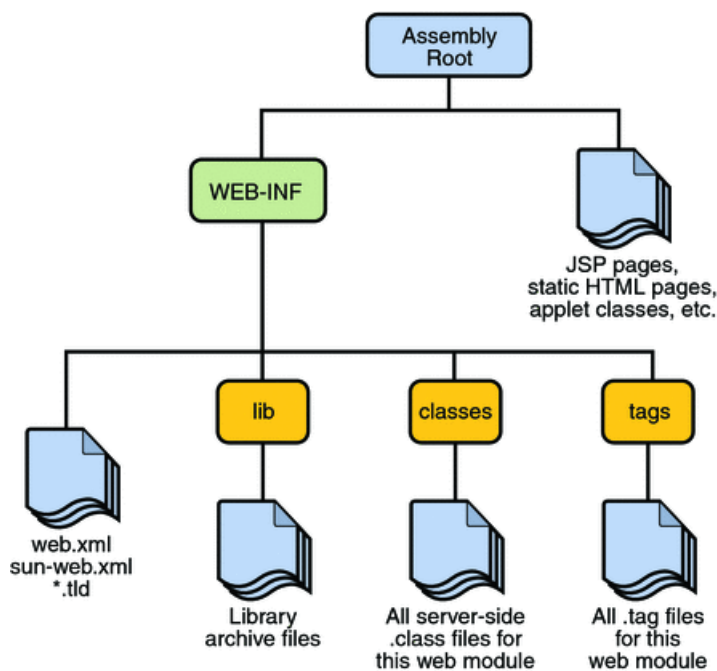 Assembly
Root
WEB-INF
JSP pages,
static HTML pages,
applet classes, etc.
lib
classes
tags
web.xml
sun-web.xml
*.tld
Library
archive files
All server-side
.class files for
this web module
All .tag files
for this
web module